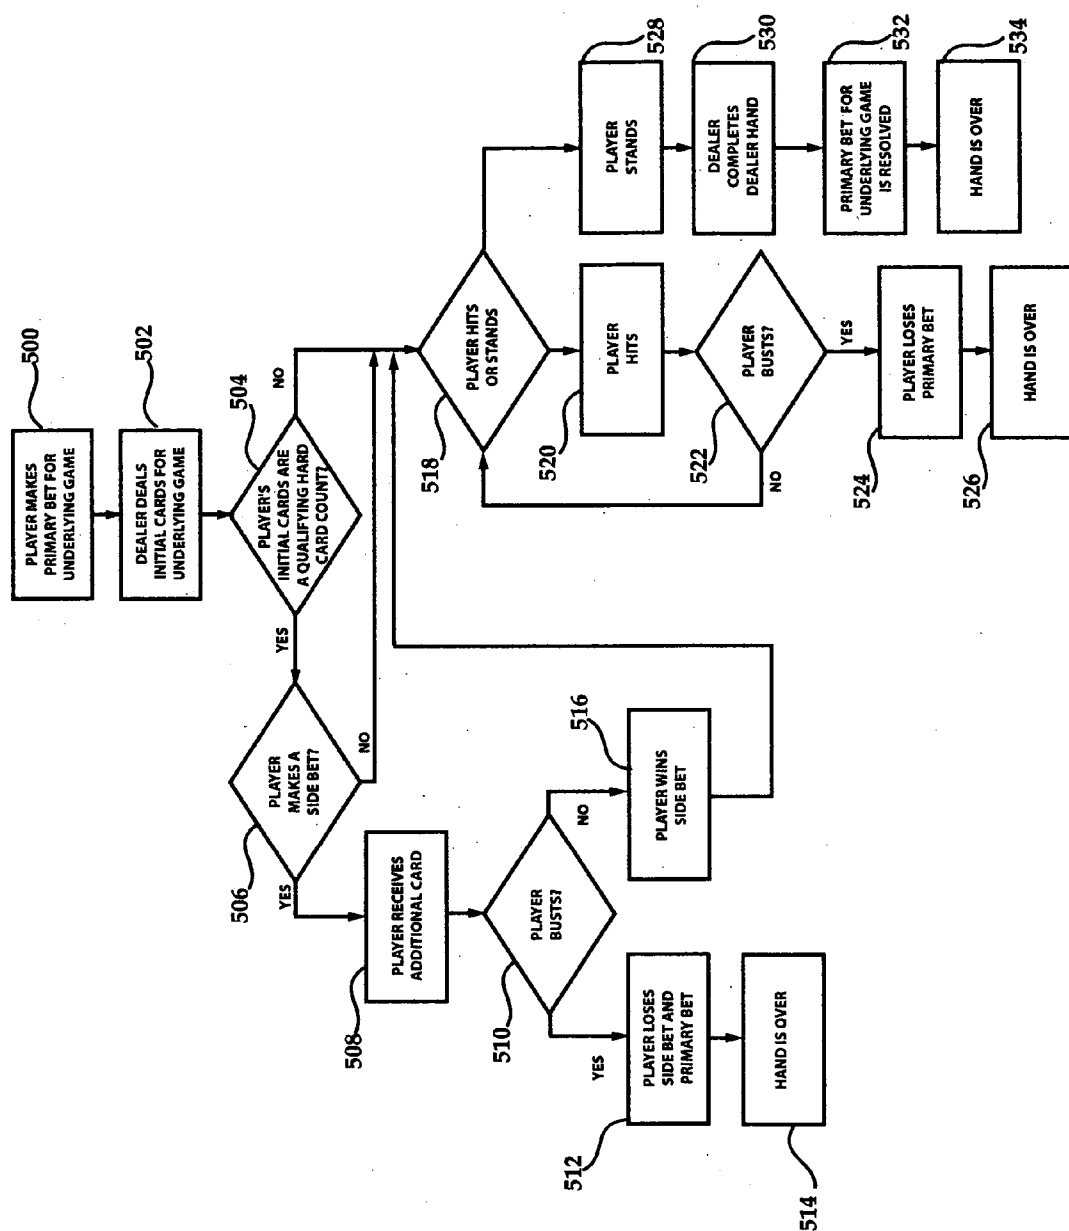 500
PLAYER MAKES
PRIMARY BET FOR
UNDERLYING GAME
502
DEALER DEALS
INITIAL CARDS FOR
UNDERLYING GAME
504
PLAYER'S
INITIAL CARDS ARE
A QUALIFYING HARD
CARD COUNT?
YES
NO
506
PLAYER
MAKES A
SIDE BET?
YES
NO
508
PLAYER RECEIVES
ADDITIONAL CARD
510
PLAYER
BUSTS?
YES
NO
512
PLAYER LOSES
SIDE BET AND
PRIMARY BET
514
HAND IS OVER
516
PLAYER WINS
SIDE BET
518
PLAYER HITS
OR STANDS
520
PLAYER
HITS
522
PLAYER
BUSTS?
NO
YES
524
PLAYER LOSES
PRIMARY BET
526
HAND IS OVER
528
PLAYER
STANDS
530
DEALER
COMPLETES
DEALER HAND
532
PRIMARY BET FOR
UNDERLYING GAME
IS RESOLVED
534
HAND IS OVER